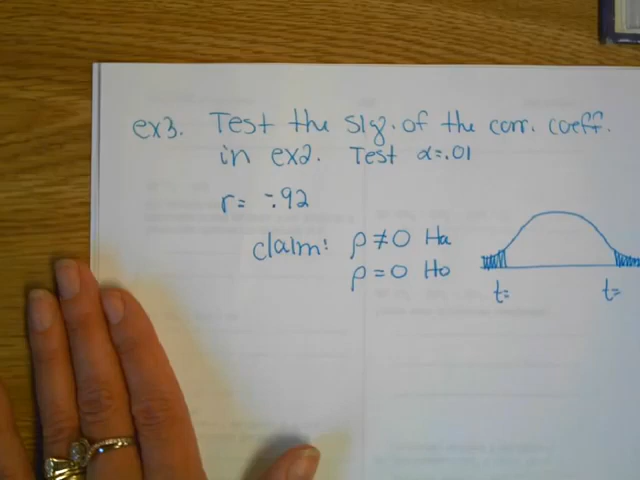 ex3. Test the sig. of the corr. coeff.
in ex2. Test α=.01
r= -.92
claim: ρ ≠ 0 Ha
ρ = 0 Ho
t= t=